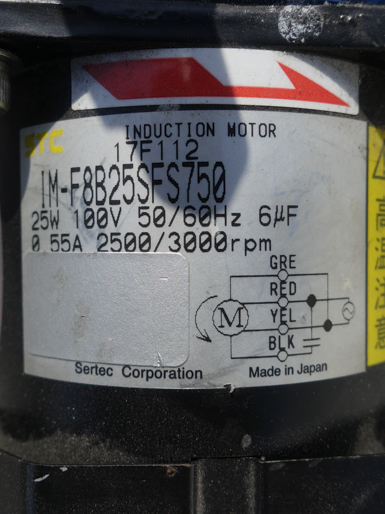 STC
INDUCTION MOTOR
17F112
IM-F8B25SFS750
25W 100V 50/60Hz 6µF
0.55A 2500/3000rpm
GRE
RED
YEL
BLK
M
Sertec Corporation
Made in Japan